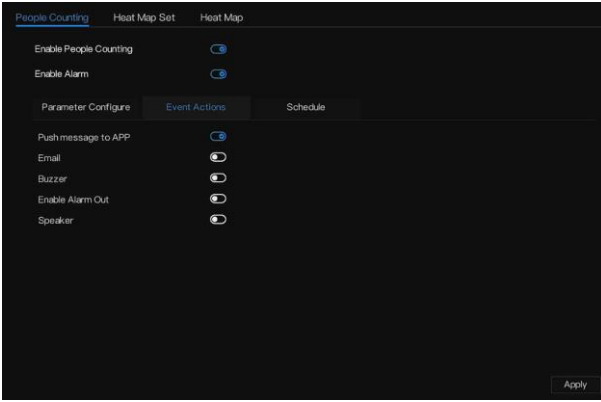 People Counting Heat Map Set Heat Map
Enable People Counting
Enable Alarm
Parameter Configure Event Actions Schedule
Push message to APP
Email
Buzzer
Enable Alarm Out
Speaker
Apply